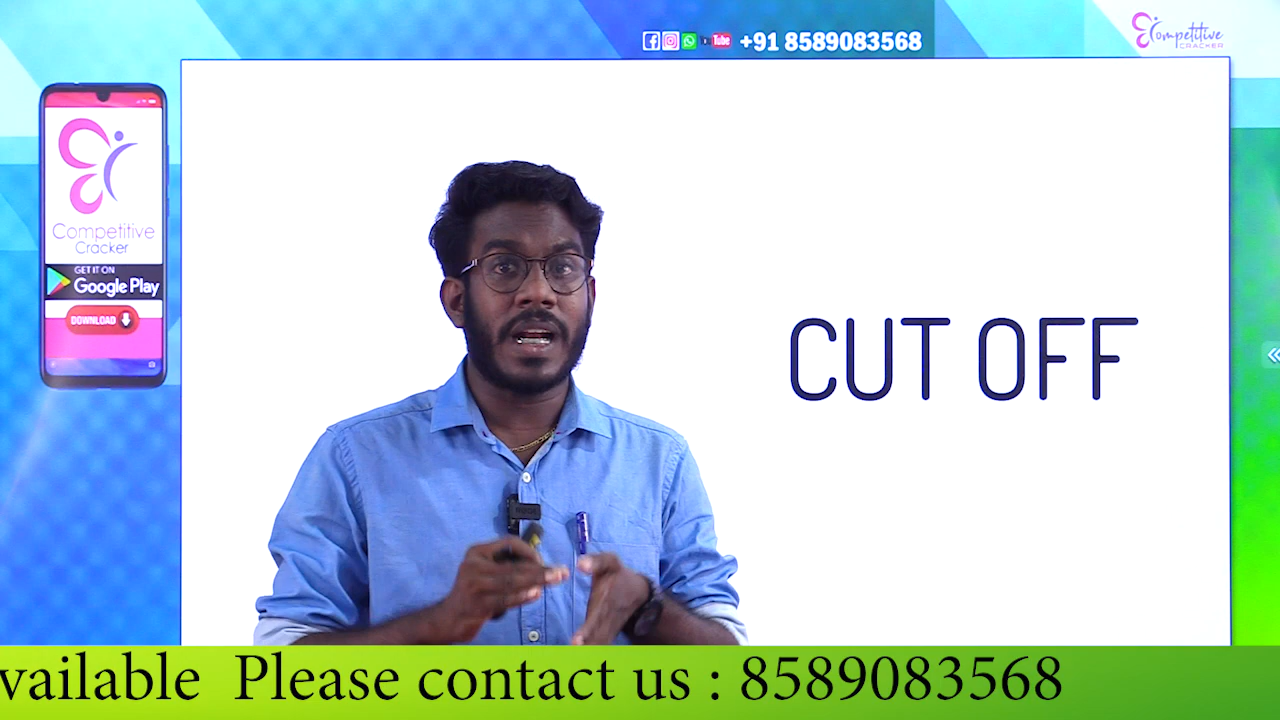 +91 8589083568
Competitive
CRACKER
Tube
Competitive
Cracker
GET IT ON
Google Play
DOWNLOAD
CUT OFF
vailable Please contact us : 8589083568